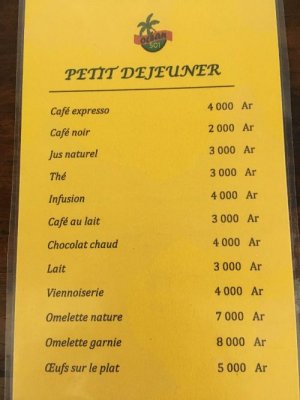 OCEAN
501
PETIT DEJEUNER
Café expresso 4 000 Ar
Café noir 2 000 Ar
Jus naturel 3 000 Ar
Thé 3 000 Ar
Infusion 4 000 Ar
Café au lait 3 000 Ar
Chocolat chaud 4 000 Ar
Lait 3 000 Ar
Viennoiserie 4 000 Ar
Omelette nature 7 000 Ar
Omelette garnie 8 000 Ar
Œufs sur le plat 5 000 Ar